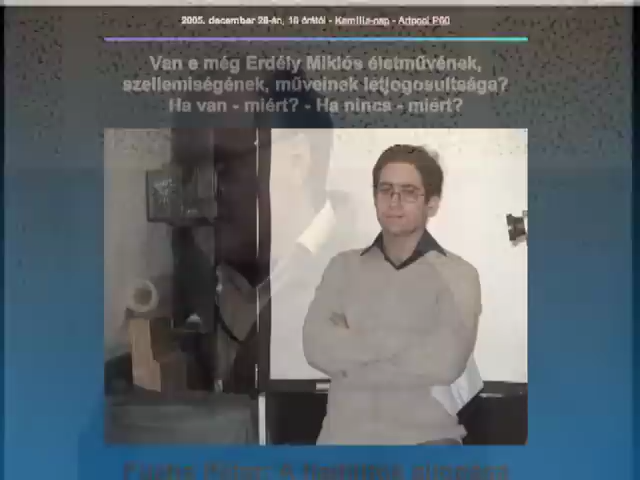 2005. december 28-án, 16 órától - Kamilla-nap - Artpool P60
Van e még Erdély Miklós életművének,
szellemiségének, műveinek létjogosultsága?
Ha van - miért? - Ha nincs - miért?